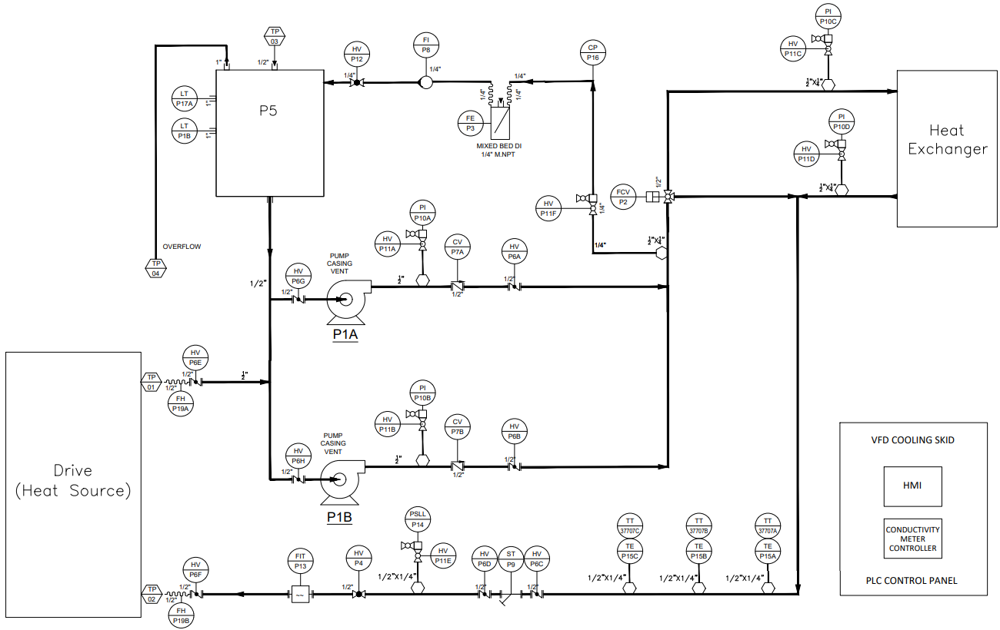 PI
P10C
HV
P11C
½"X¼"
TP
03
1"
1/2"
HV
P12
1/4"
FI
P8
1/4"
CP
P16
1/4"
1/4"
1/4"
LT
P17A
1"
LT
P1B
1"
P5
FE
P3
MIXED BED DI
1/4" M.NPT
PI
P10D
HV
P11D
½"X¼"
Heat
Exchanger
HV
P11F
1/4"
1/4"
FCV
P2
1/2"
½"X¼"
OVERFLOW
TP
04
1/2"
PI
P10A
HV
P11A
CV
P7A
HV
P6A
PUMP
CASING
VENT
HV
P6G
1/2"
½"
1/2"
1/2"
P1A
HV
P6E
1/2"
TP
01
1/2"
½"
FH
P19A
PI
P10B
HV
P11B
CV
P7B
HV
P6B
PUMP
CASING
VENT
HV
P6H
1/2"
½"
1/2"
1/2"
P1B
Drive
(Heat Source)
VFD COOLING SKID
HMI
CONDUCTIVITY
METER
CONTROLLER
PLC CONTROL PANEL
PSLL
P14
HV
P11E
1/2"X1/4"
TT
37707C
TE
P15C
1/2"X1/4"
TT
37707B
TE
P15B
1/2"X1/4"
TT
37707A
TE
P15A
1/2"X1/4"
HV
P6F
1/2"
FIT
P13
~~
HV
P4
1/2"
HV
P6D
1/2"
ST
P9
HV
P6C
1/2"
TP
02
1/2"
FH
P19B